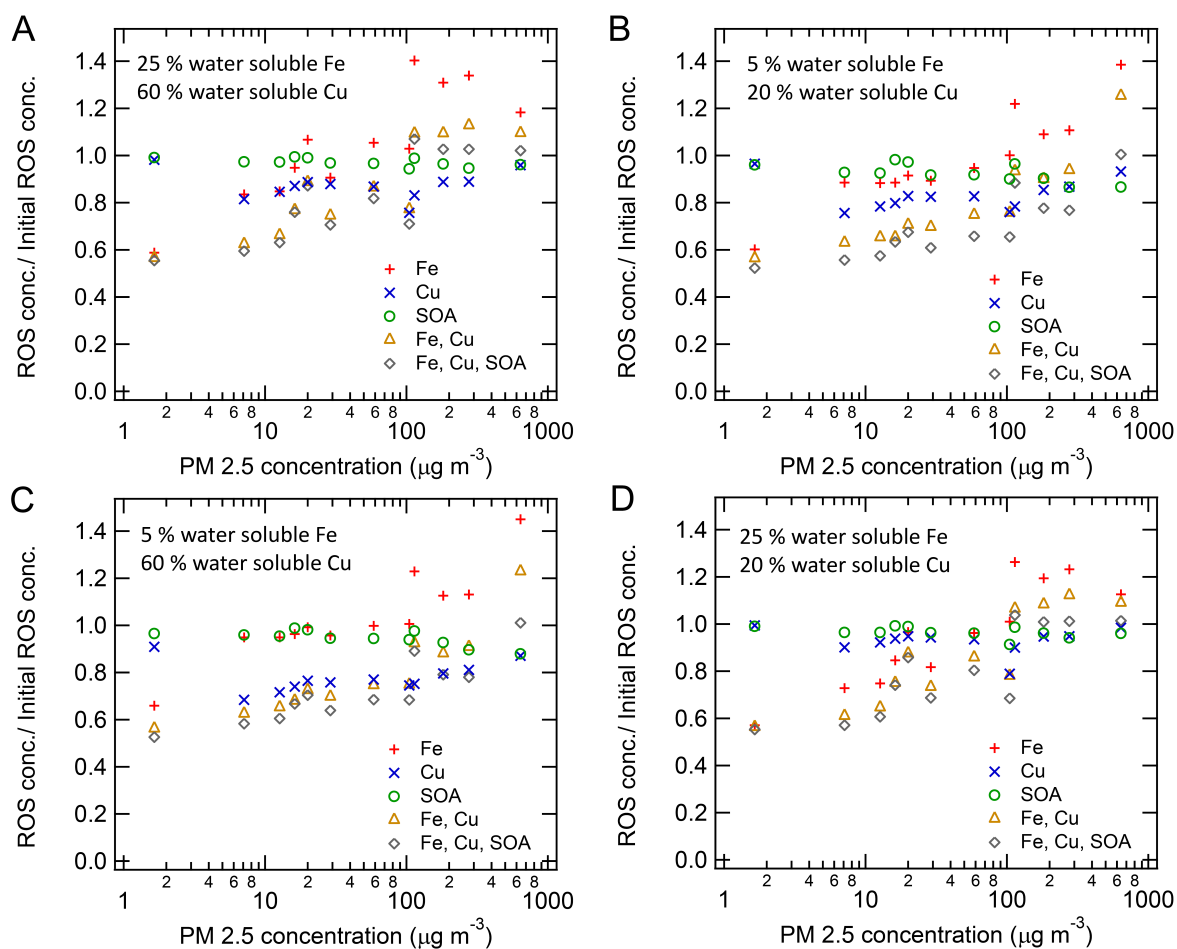 A
25 % water soluble Fe
60 % water soluble Cu
ROS conc./ Initial ROS conc.
1.4
1.2
1.0
0.8
0.6
0.4
0.2
0.0
Fe
Cu
SOA
Fe, Cu
Fe, Cu, SOA
2 4 6 8 2 4 6 8 2 4 6 8
1 10 100 1000
PM 2.5 concentration (μg m⁻³)
B
5 % water soluble Fe
20 % water soluble Cu
ROS conc./ Initial ROS conc.
1.4
1.2
1.0
0.8
0.6
0.4
0.2
0.0
Fe
Cu
SOA
Fe, Cu
Fe, Cu, SOA
2 4 6 8 2 4 6 8 2 4 6 8
1 10 100 1000
PM 2.5 concentration (μg m⁻³)
C
5 % water soluble Fe
60 % water soluble Cu
ROS conc./ Initial ROS conc.
1.4
1.2
1.0
0.8
0.6
0.4
0.2
0.0
Fe
Cu
SOA
Fe, Cu
Fe, Cu, SOA
2 4 6 8 2 4 6 8 2 4 6 8
1 10 100 1000
PM 2.5 concentration (μg m⁻³)
D
25 % water soluble Fe
20 % water soluble Cu
ROS conc./ Initial ROS conc.
1.4
1.2
1.0
0.8
0.6
0.4
0.2
0.0
Fe
Cu
SOA
Fe, Cu
Fe, Cu, SOA
2 4 6 8 2 4 6 8 2 4 6 8
1 10 100 1000
PM 2.5 concentration (μg m⁻³)